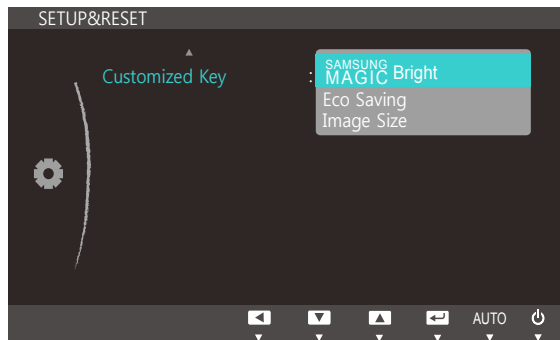 SETUP&RESET
Customized Key : SAMSUNG MAGIC Bright
Eco Saving
Image Size
AUTO